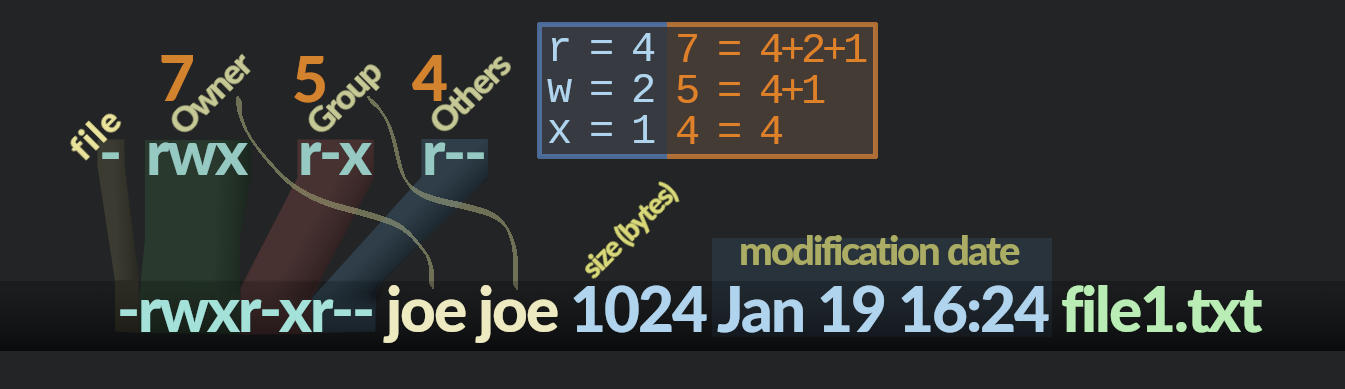 r = 4 7 = 4+2+1
w = 2 5 = 4+1
x = 1 4 = 4
7 5 4
Owner Group Others
file
- rwx r-x r--
size (bytes)
modification date
-rwxr-xr-- joe joe 1024 Jan 19 16:24 file1.txt